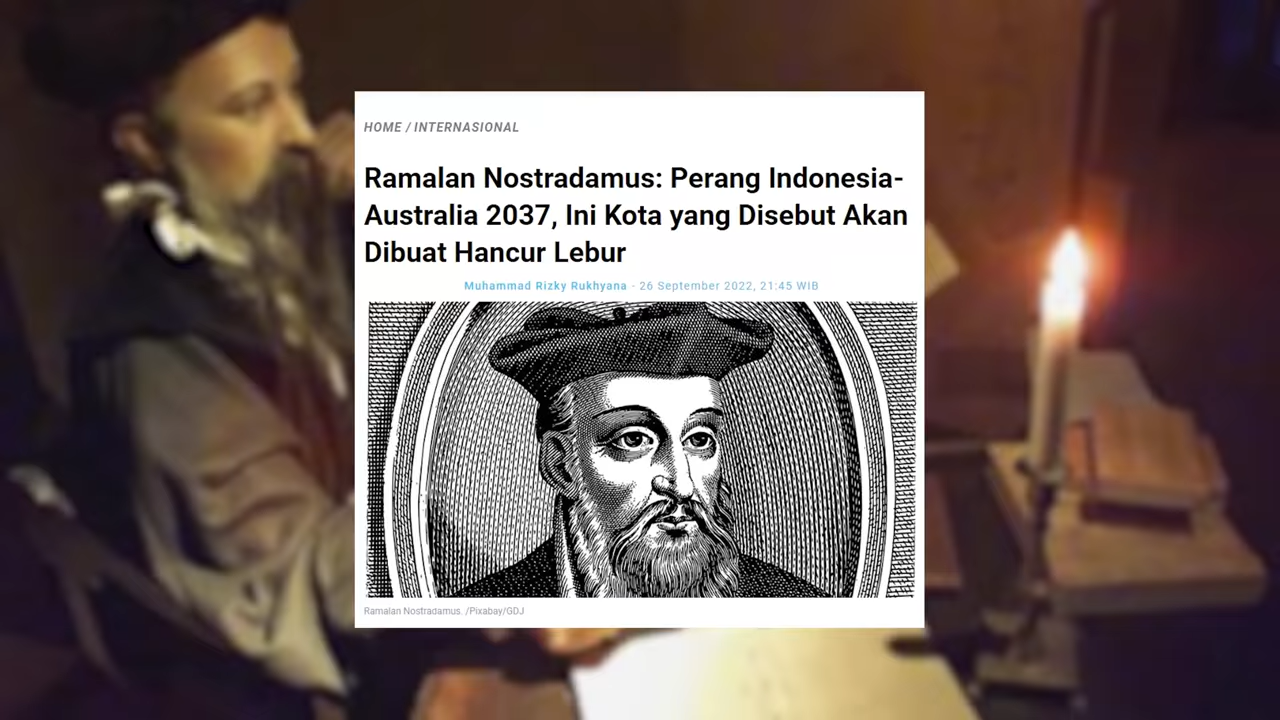 HOME / INTERNASIONAL
Ramalan Nostradamus: Perang Indonesia-
Australia 2037, Ini Kota yang Disebut Akan
Dibuat Hancur Lebur
Muhammad Rizky Rukhyana - 26 September 2022, 21:45 WIB
Ramalan Nostradamus. /Pixabay/GDJ